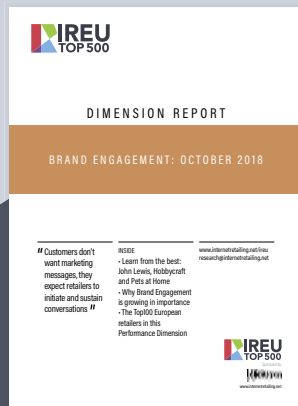 IREU
TOP 500
DIMENSION REPORT
BRAND ENGAGEMENT: OCTOBER 2018
" Customers don't
want marketing
messages, they
expect retailers to
initiate and sustain
conversations "
INSIDE
• Learn from the best:
John Lewis, Hobbycraft
and Pets at Home
• Why Brand Engagement
is growing in importance
• The Top100 European
retailers in this
Performance Dimension
www.internetretailing.net/ireu
research@internetretailing.net
IREU
TOP 500
www.internetretailing.net